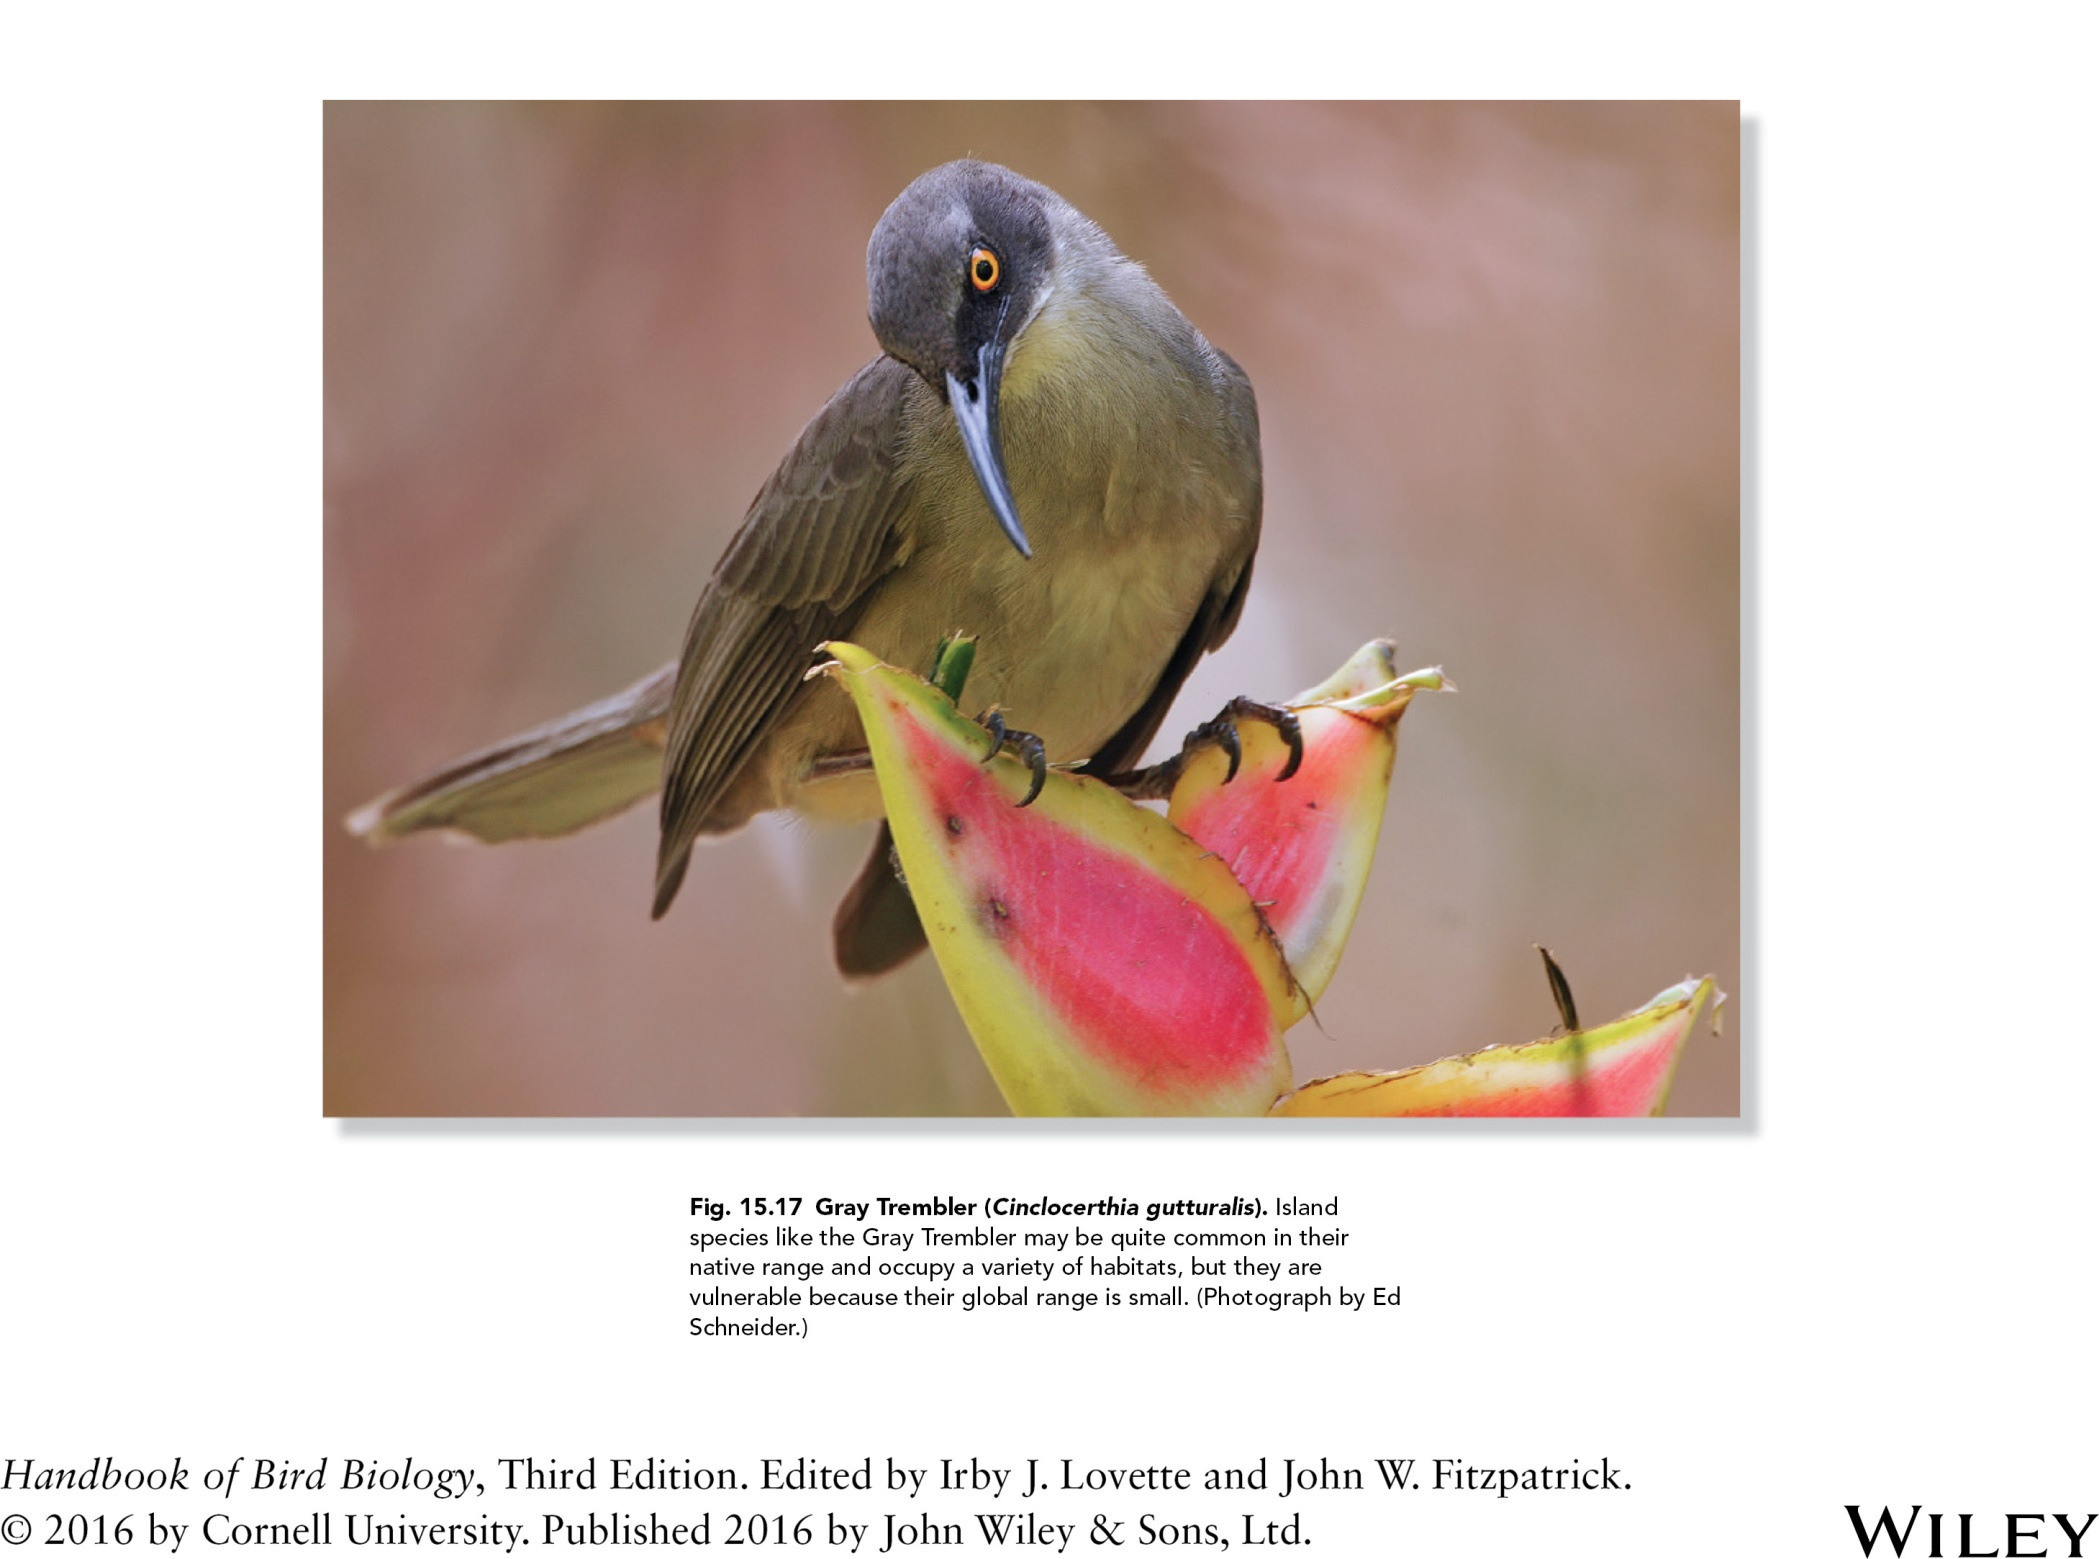 Fig. 15.17 Gray Trembler (Cinclocerthia gutturalis). Island
species like the Gray Trembler may be quite common in their
native range and occupy a variety of habitats, but they are
vulnerable because their global range is small. (Photograph by Ed
Schneider.)
Handbook of Bird Biology, Third Edition. Edited by Irby J. Lovette and John W. Fitzpatrick.
© 2016 by Cornell University. Published 2016 by John Wiley & Sons, Ltd.
WILEY